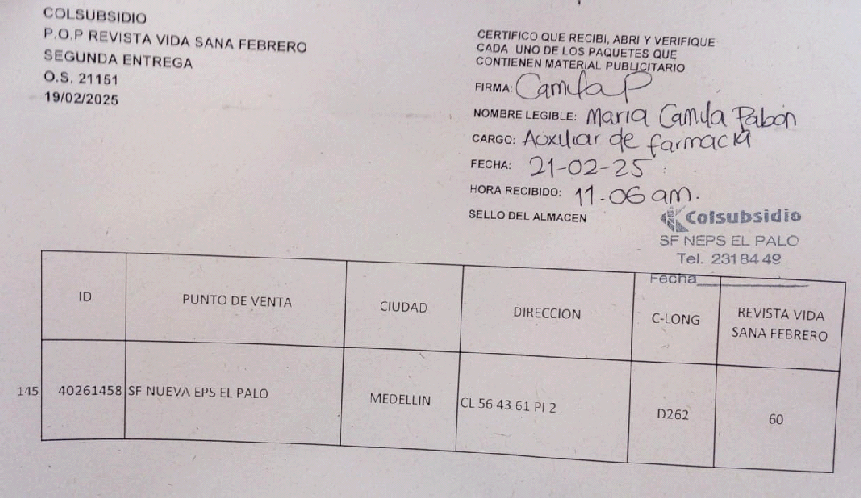 COLSUBSIDIO
P.O.P REVISTA VIDA SANA FEBRERO
SEGUNDA ENTREGA
O.S. 21151
19/02/2025
CERTIFICO QUE RECIBI, ABRI Y VERIFIQUE
CADA UNO DE LOS PAQUETES QUE
CONTIENEN MATERIAL PUBLICITARIO
FIRMA: Camila P
NOMBRE LEGIBLE: Maria Camila Pabón
CARGO: Auxiliar de farmacia
FECHA: 21-02-25
HORA RECIBIDO: 11-06 am.
SELLO DEL ALMACEN
Colsubsidio
SF NEPS EL PALO
Tel. 2318449
Fecha
ID PUNTO DE VENTA CIUDAD DIRECCION C-LONG REVISTA VIDA
SANA FEBRERO
145 40261458 SF NUEVA EPS EL PALO MEDELLIN CL 56 43 61 PI 2 D262 60